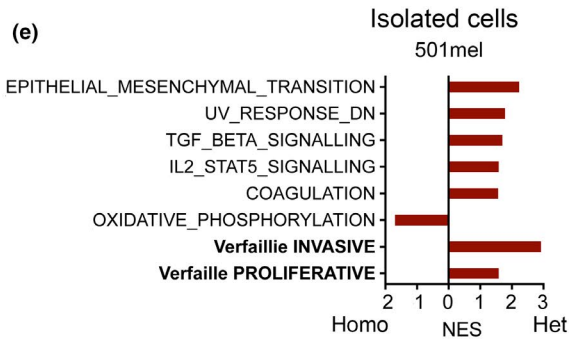 (e)
Isolated cells
501mel
EPITHELIAL_MESENCHYMAL_TRANSITION
UV_RESPONSE_DN
TGF_BETA_SIGNALLING
IL2_STAT5_SIGNALLING
COAGULATION
OXIDATIVE_PHOSPHORYLATION
Verfaillie INVASIVE
Verfaille PROLIFERATIVE
2 1 0 1 2 3
Homo NES Het